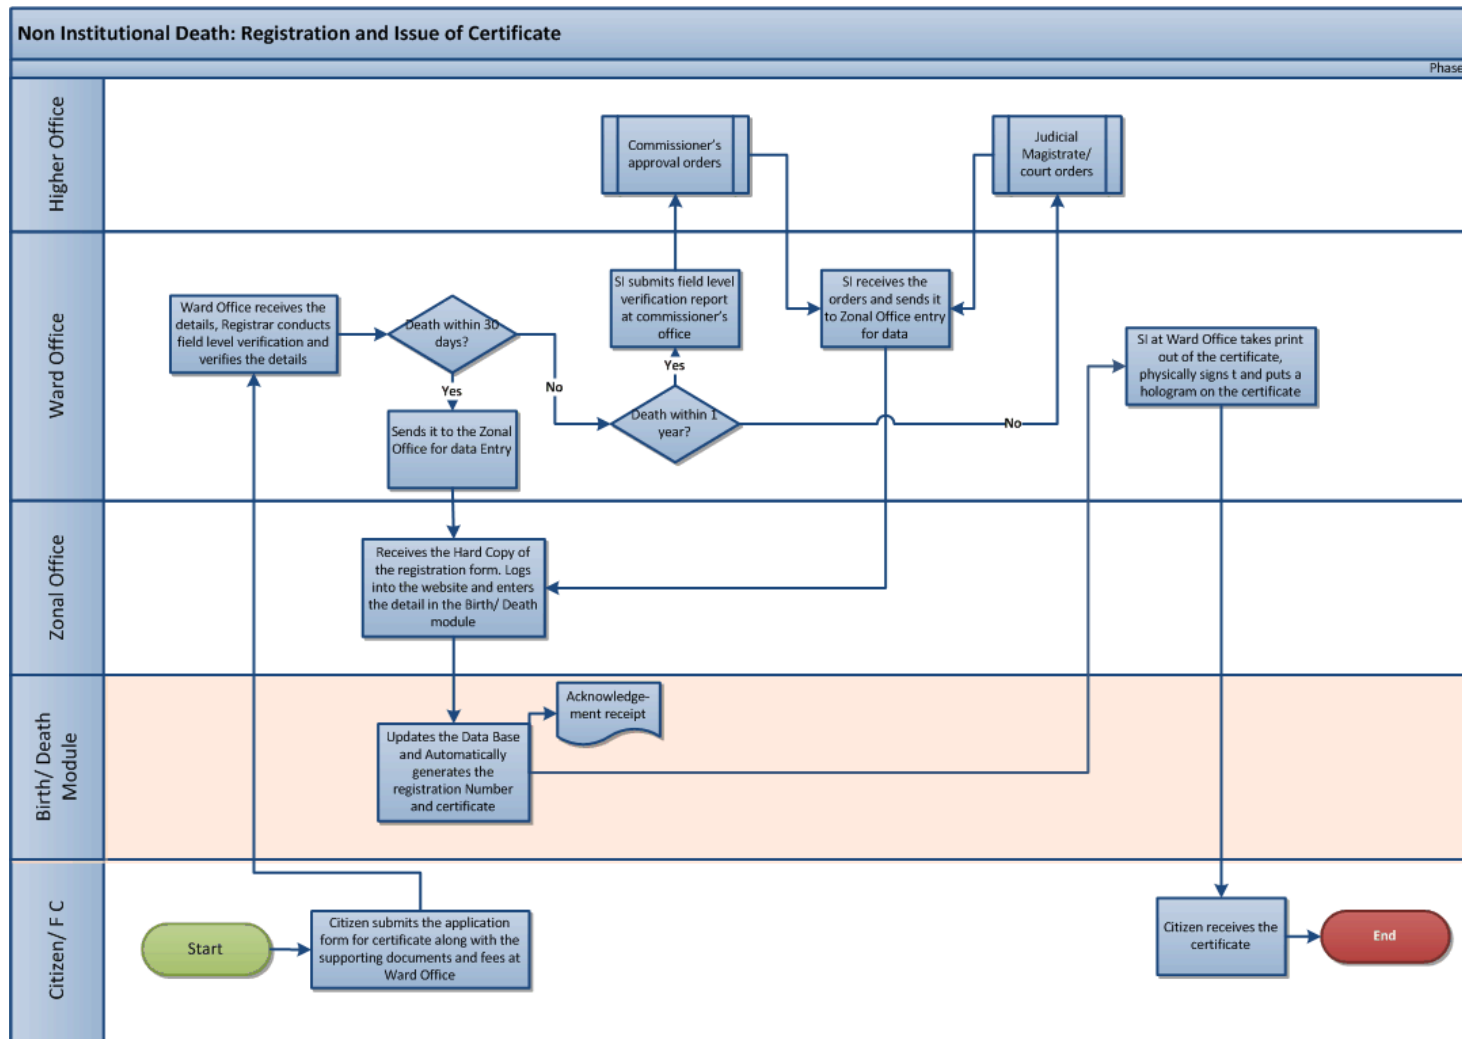 Non Institutional Death: Registration and Issue of Certificate
Phase
Higher Office
Commissioner's
approval orders
Judicial
Magistrate/
court orders
Ward Office
Ward Office receives the
details, Registrar conducts
field level verification and
verifies the details
Death within 30
days?
Yes
No
Sends it to the Zonal
Office for data Entry
SI submits field level
verification report
at commissioner's
office
Yes
Death within 1
year?
No
SI receives the
orders and sends it
to Zonal Office entry
for data
SI at Ward Office takes print
out of the certificate,
physically signs t and puts a
hologram on the certificate
Zonal Office
Receives the Hard Copy of
the registration form. Logs
into the website and enters
the detail in the Birth/ Death
module
Birth/ Death
Module
Updates the Data Base
and Automatically
generates the
registration Number
and certificate
Acknowledge-
ment receipt
Citizen/ F C
Start
Citizen submits the application
form for certificate along with the
supporting documents and fees at
Ward Office
Citizen receives the
certificate
End